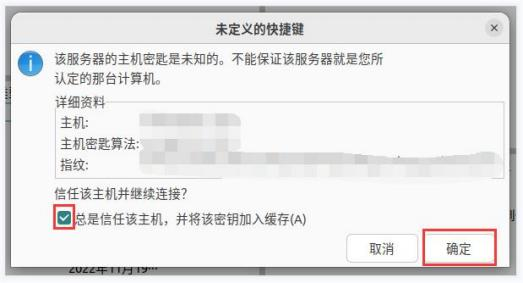 未定义的快捷键
该服务器的主机密匙是未知的。不能保证该服务器就是您所
认定的那台计算机。
详细资料
主机:
主机密匙算法:
指纹:
信任该主机并继续连接?
总是信任该主机，并将该密钥加入缓存(A)
取消
确定
2022年11月19…